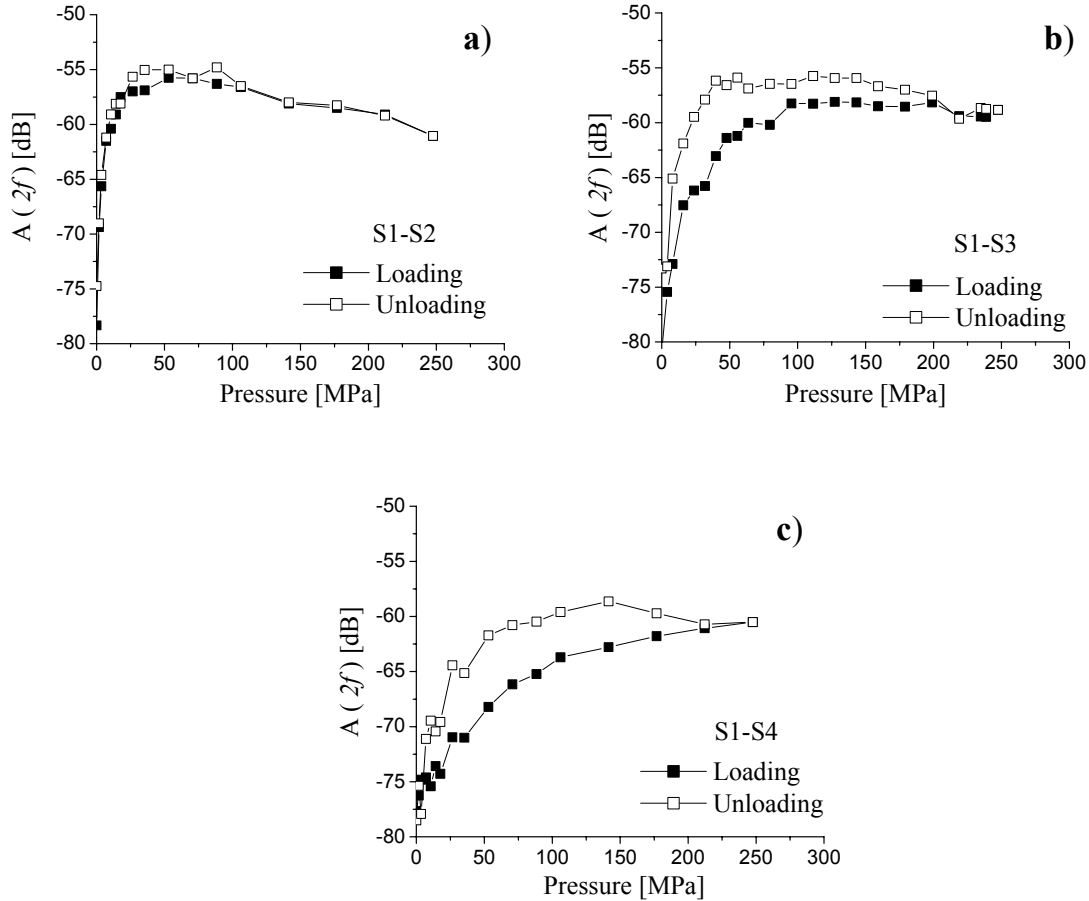 a)
-50
-55
-60
-65
-70
-75
-80
A ( 2f ) [dB]
S1-S2
Loading
Unloading
0 50 100 150 200 250 300
Pressure [MPa]
b)
-50
-55
-60
-65
-70
-75
-80
A ( 2f ) [dB]
S1-S3
Loading
Unloading
0 50 100 150 200 250 300
Pressure [MPa]
c)
-50
-55
-60
-65
-70
-75
-80
A ( 2f ) [dB]
S1-S4
Loading
Unloading
0 50 100 150 200 250 300
Pressure [MPa]